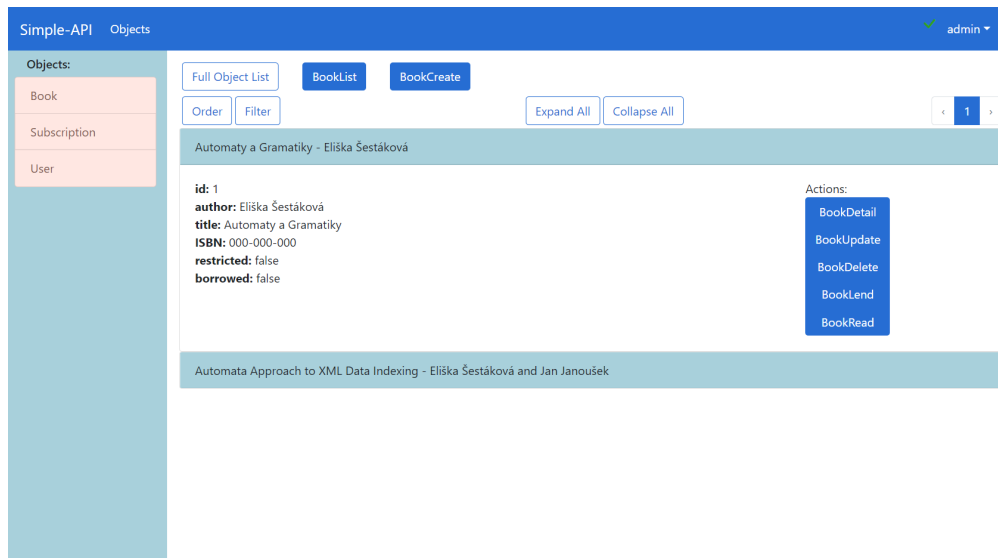 Simple-API Objects admin
Objects:
Book
Subscription
User
Full Object List BookList BookCreate
Order Filter Expand All Collapse All ‹ 1 ›
Automaty a Gramatiky - Eliška Šestáková
id: 1
author: Eliška Šestáková
title: Automaty a Gramatiky
ISBN: 000-000-000
restricted: false
borrowed: false
Actions:
BookDetail
BookUpdate
BookDelete
BookLend
BookRead
Automata Approach to XML Data Indexing - Eliška Šestáková and Jan Janoušek